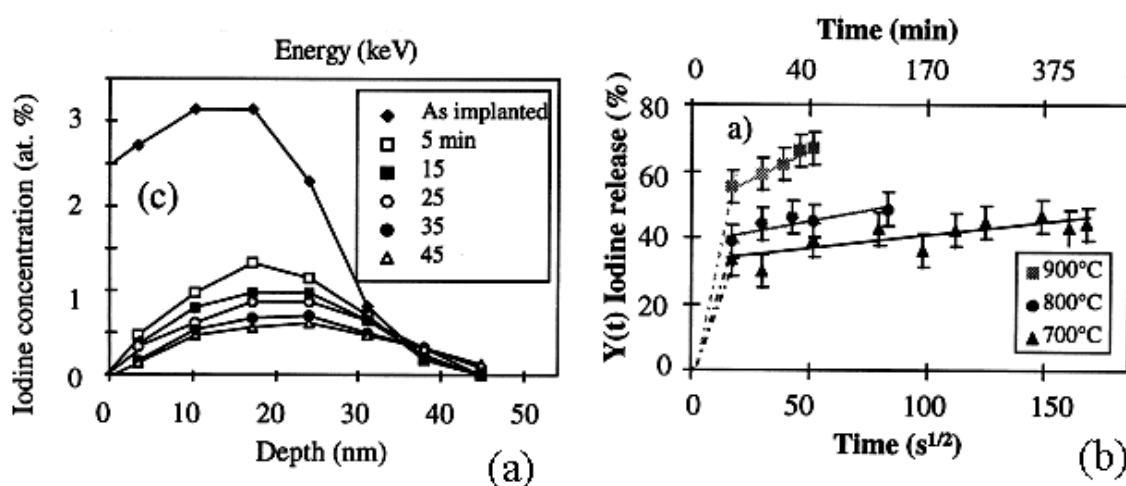 Energy (keV)
Iodine concentration (at. %)
3
2
1
0
(c)
As implanted
5 min
15
25
35
45
0 10 20 30 40 50
Depth (nm)
(a)
Time (min)
0 40 170 375
Y(t) Iodine release (%)
80
60
40
20
0
a)
900°C
800°C
700°C
0 50 100 150
Time (s1/2)
(b)